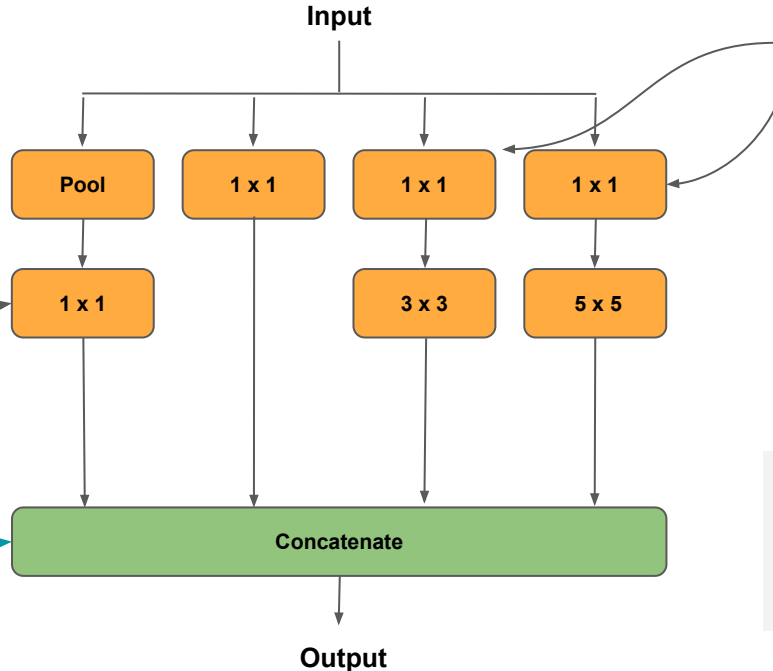 Input
Pool
1 x 1
1 x 1
1 x 1
1 x 1
3 x 3
5 x 5
Concatenate
Output